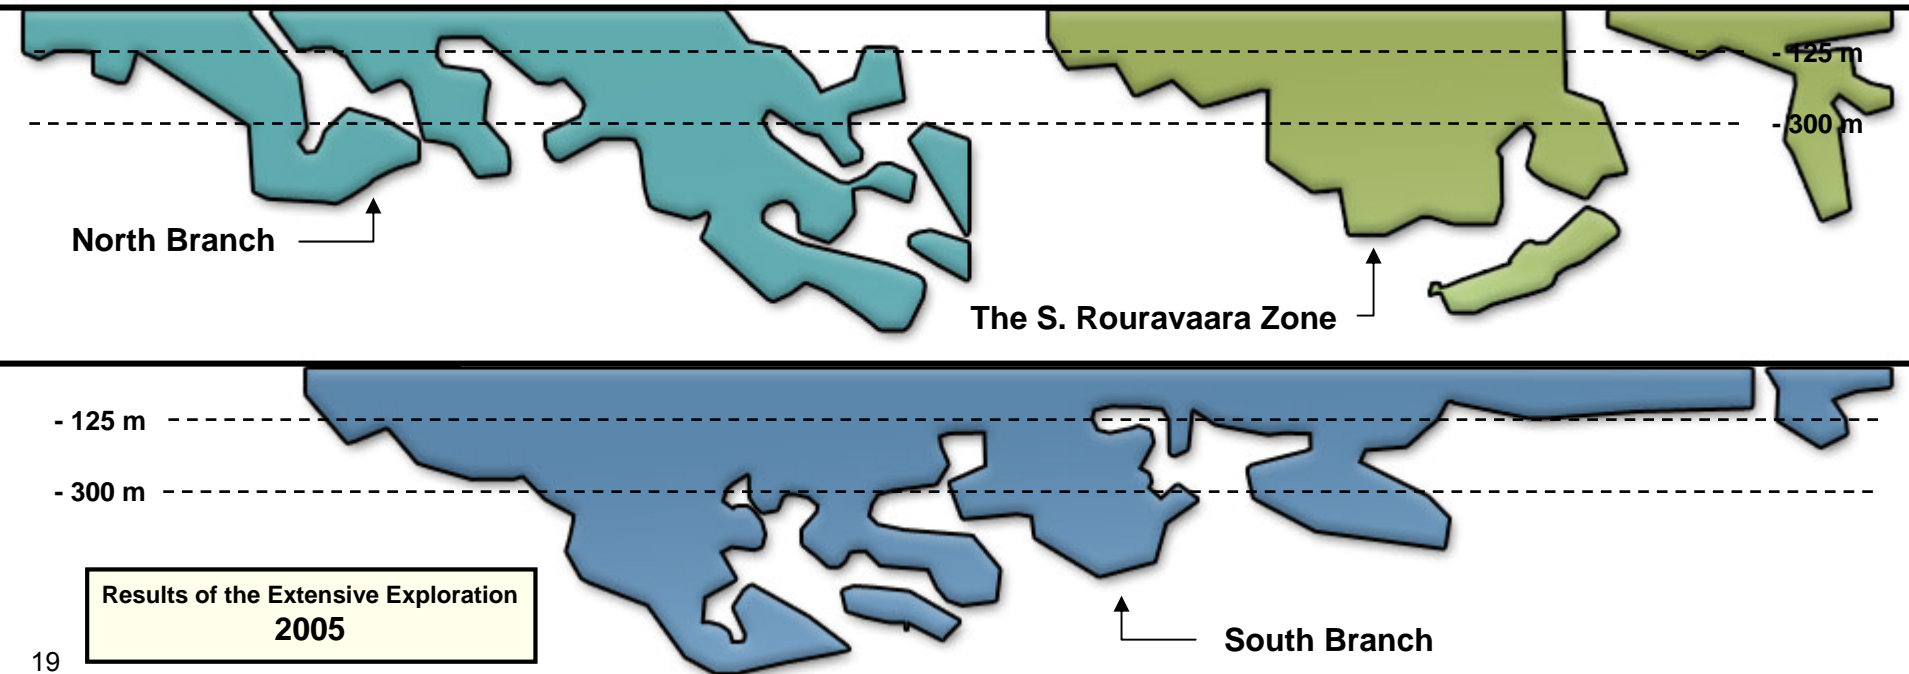 - 125 m
- 300 m
North Branch
The S. Rouravaara Zone
- 125 m
- 300 m
Results of the Extensive Exploration
2005
South Branch
19